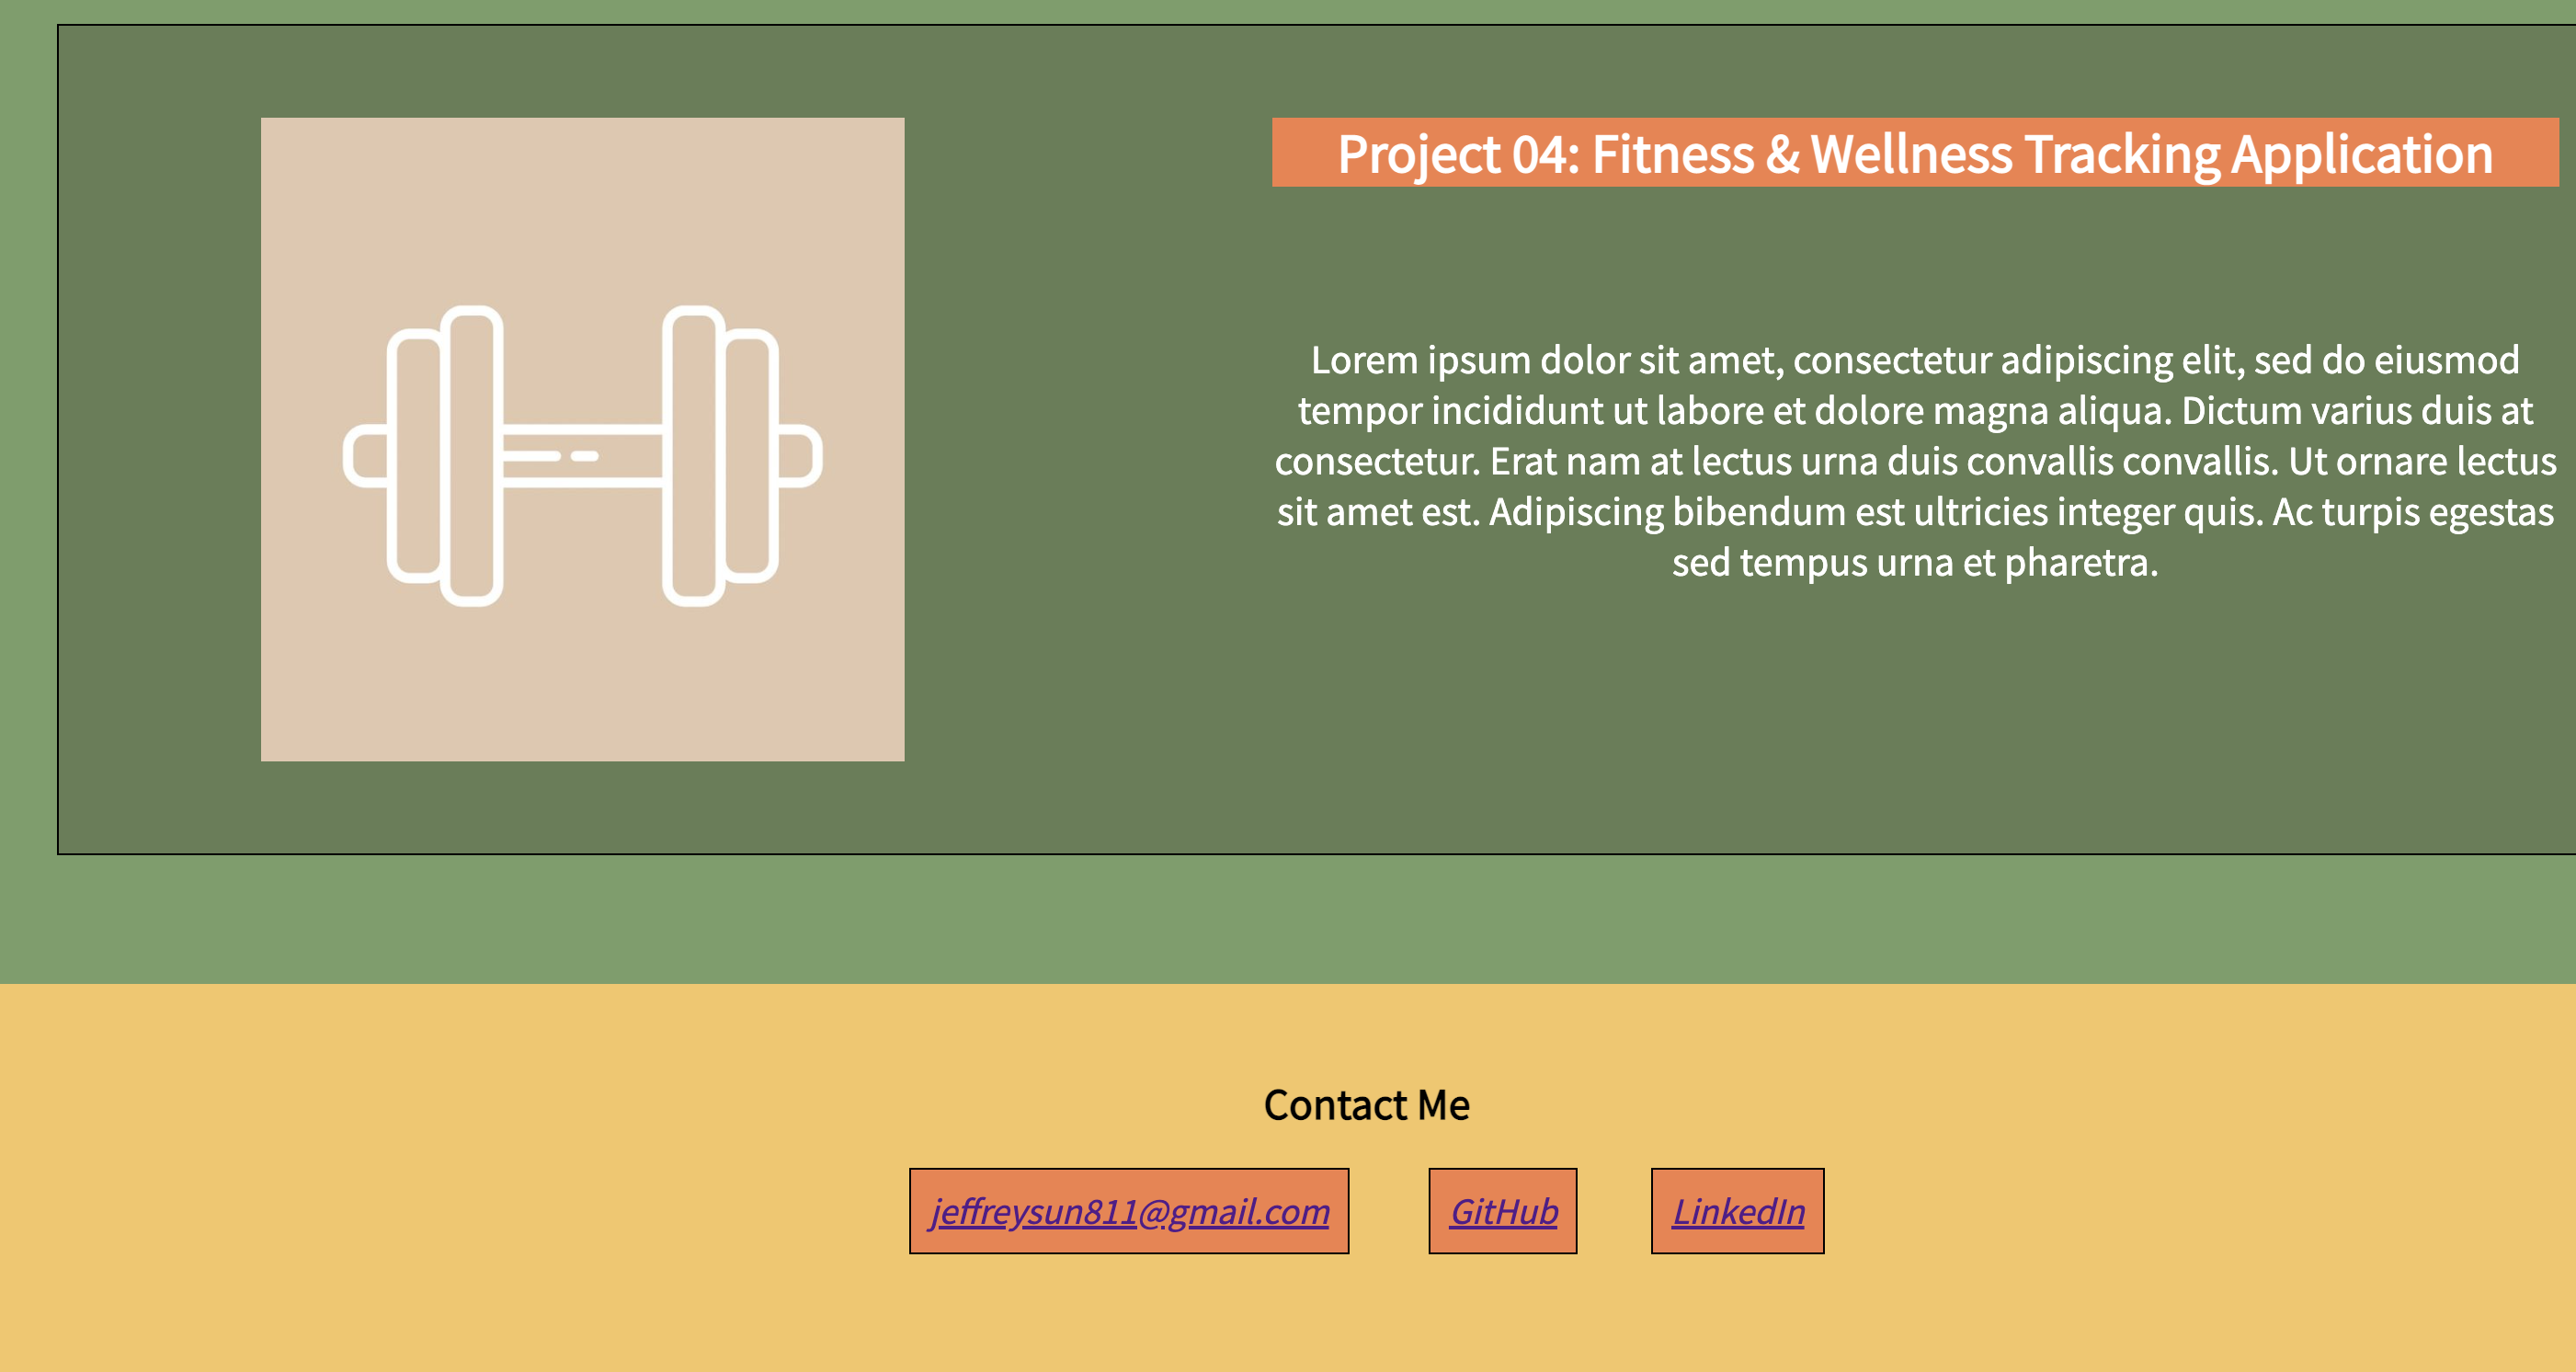 Project 04: Fitness & Wellness Tracking Application
Lorem ipsum dolor sit amet, consectetur adipiscing elit, sed do eiusmod
tempor incididunt ut labore et dolore magna aliqua. Dictum varius duis at
consectetur. Erat nam at lectus urna duis convallis convallis. Ut ornare lectus
sit amet est. Adipiscing bibendum est ultricies integer quis. Ac turpis egestas
sed tempus urna et pharetra.
Contact Me
jeffreysun811@gmail.com
GitHub
LinkedIn